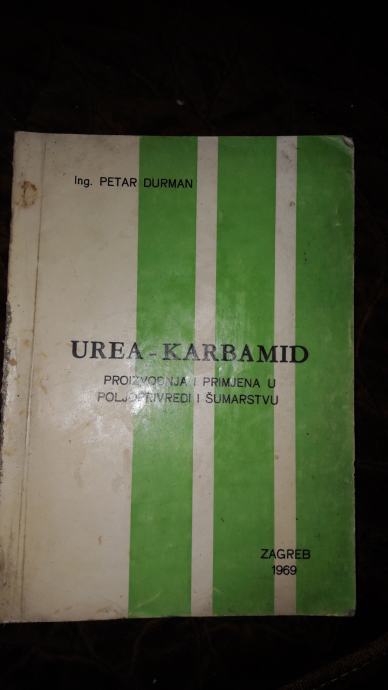 Ing. PETAR DURMAN
UREA-KARBAMID
PROIZVODNJA I PRIMJENA U
POLJOPRIVREDI I ŠUMARSTVU
ZAGREB
1969